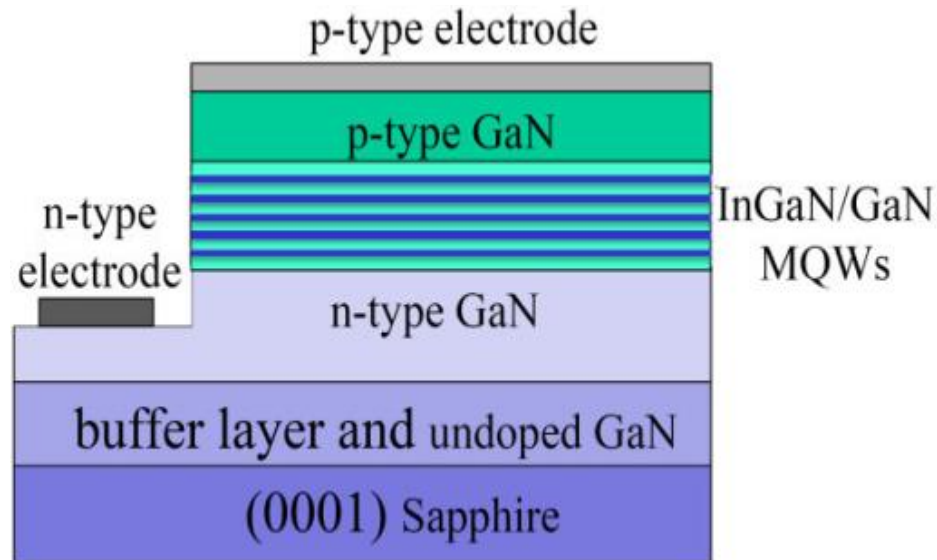 p-type electrode
p-type GaN
n-type
electrode
InGaN/GaN
MQWs
n-type GaN
buffer layer and undoped GaN
(0001) Sapphire